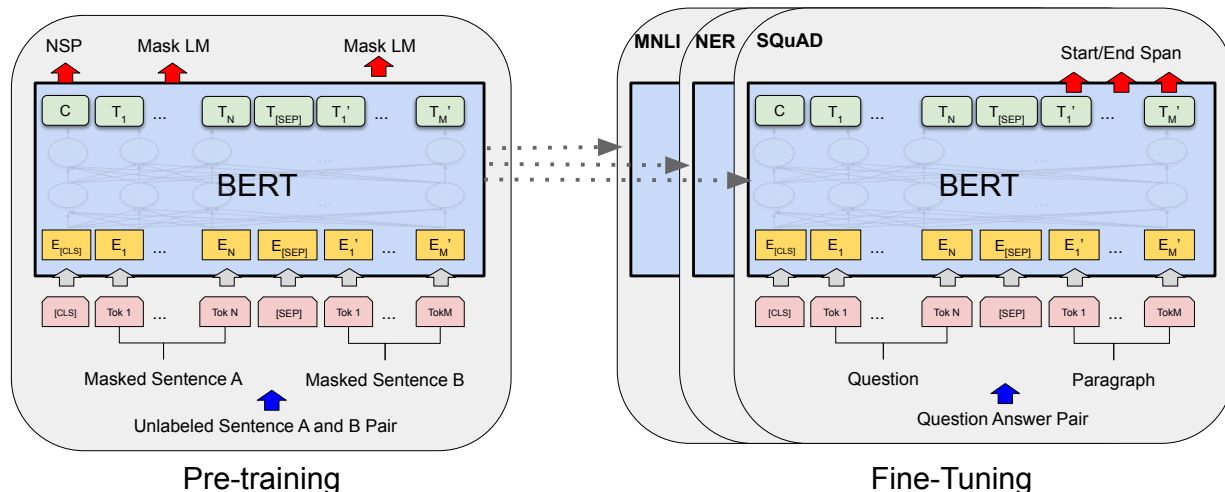 NSP Mask LM Mask LM
C T1 ... TN T[SEP] T1' ... TM'
...
BERT
...
E[CLS] E1 ... EN E[SEP] E1' ... EM'
[CLS] Tok 1 ... Tok N [SEP] Tok 1 ... TokM
Masked Sentence A Masked Sentence B
Unlabeled Sentence A and B Pair
Pre-training
MNLI NER SQuAD
Start/End Span
C T1 ... TN T[SEP] T1' ... TM'
...
BERT
...
E[CLS] E1 ... EN E[SEP] E1' ... EM'
[CLS] Tok 1 ... Tok N [SEP] Tok 1 ... TokM
Question Paragraph
Question Answer Pair
Fine-Tuning